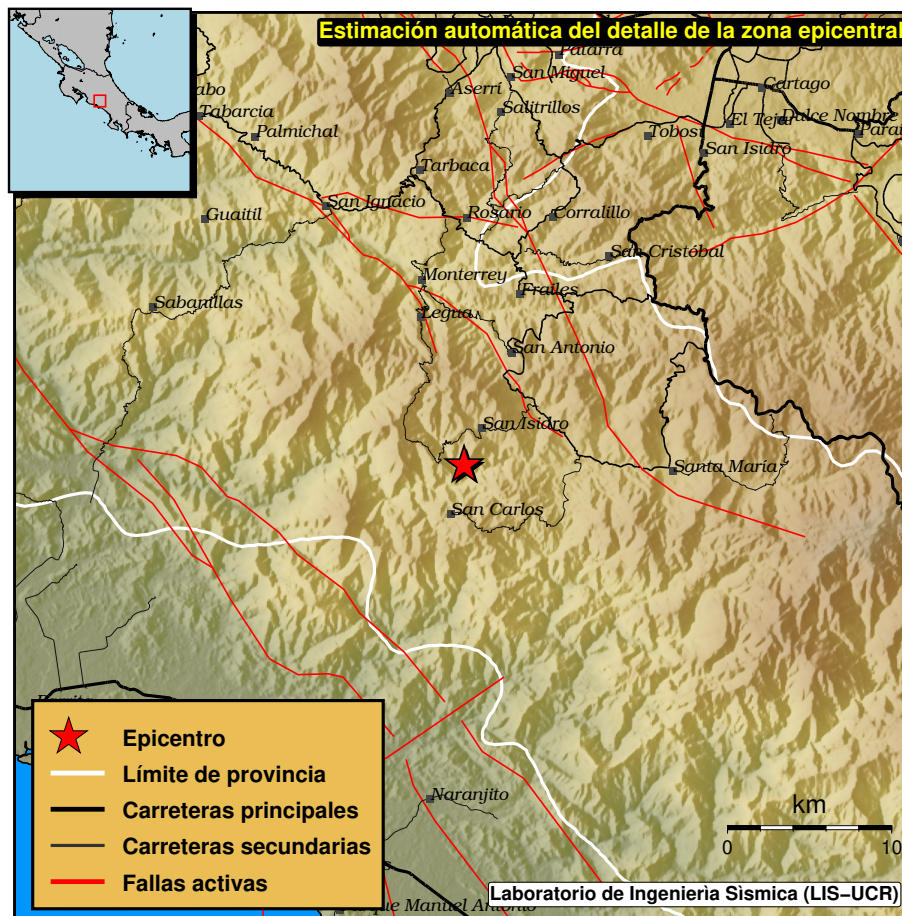 Estimación automática del detalle de la zona epicentral
Patarra
San Miguel
Aserrí
Cartago
Tabarcia
Salitrillos
El Tejar
Dulce Nombre
Palmichal
Tobosi
San Isidro
Tarbaca
San Ignacio
Guaitil
Rosario
Corralillo
San Cristóbal
Monterrey
Frailes
Sabanillas
Legua
San Antonio
San Isidro
Santa María
San Carlos
Epicentro
Límite de provincia
Carreteras principales
Carreteras secundarias
Fallas activas
Naranjito
km
0
10
Laboratorio de Ingenierìa Sìsmica (LIS–UCR)